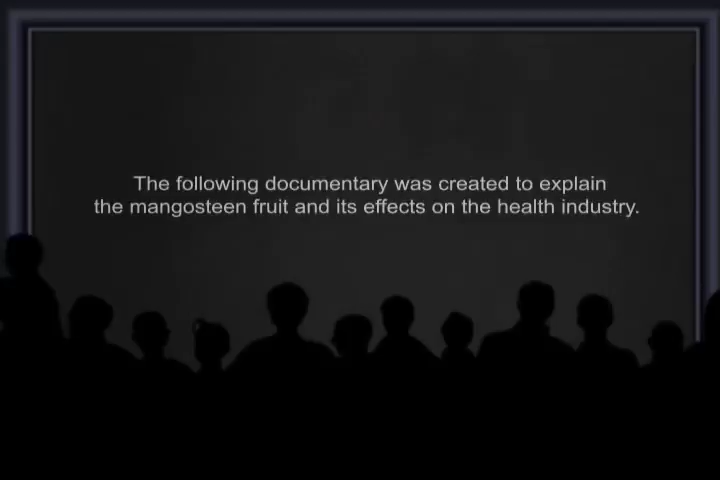 The following documentary was created to explain
the mangosteen fruit and its effects on the health industry.